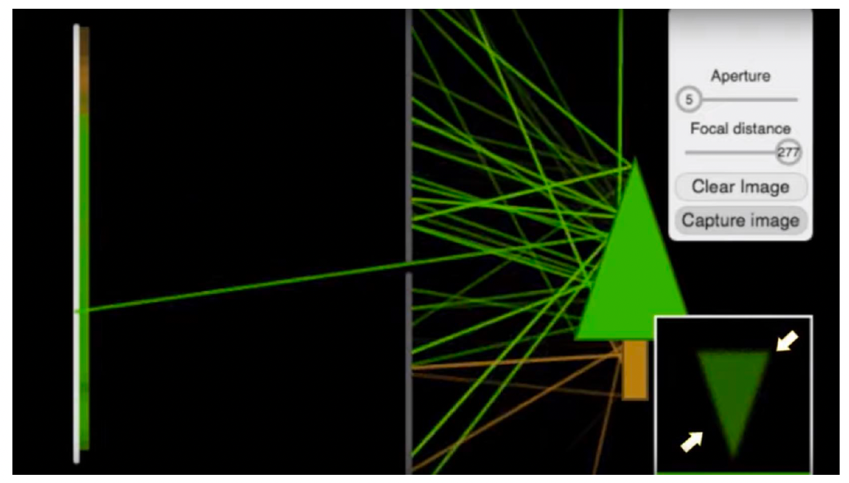 Aperture
5
Focal distance
277
Clear Image
Capture image